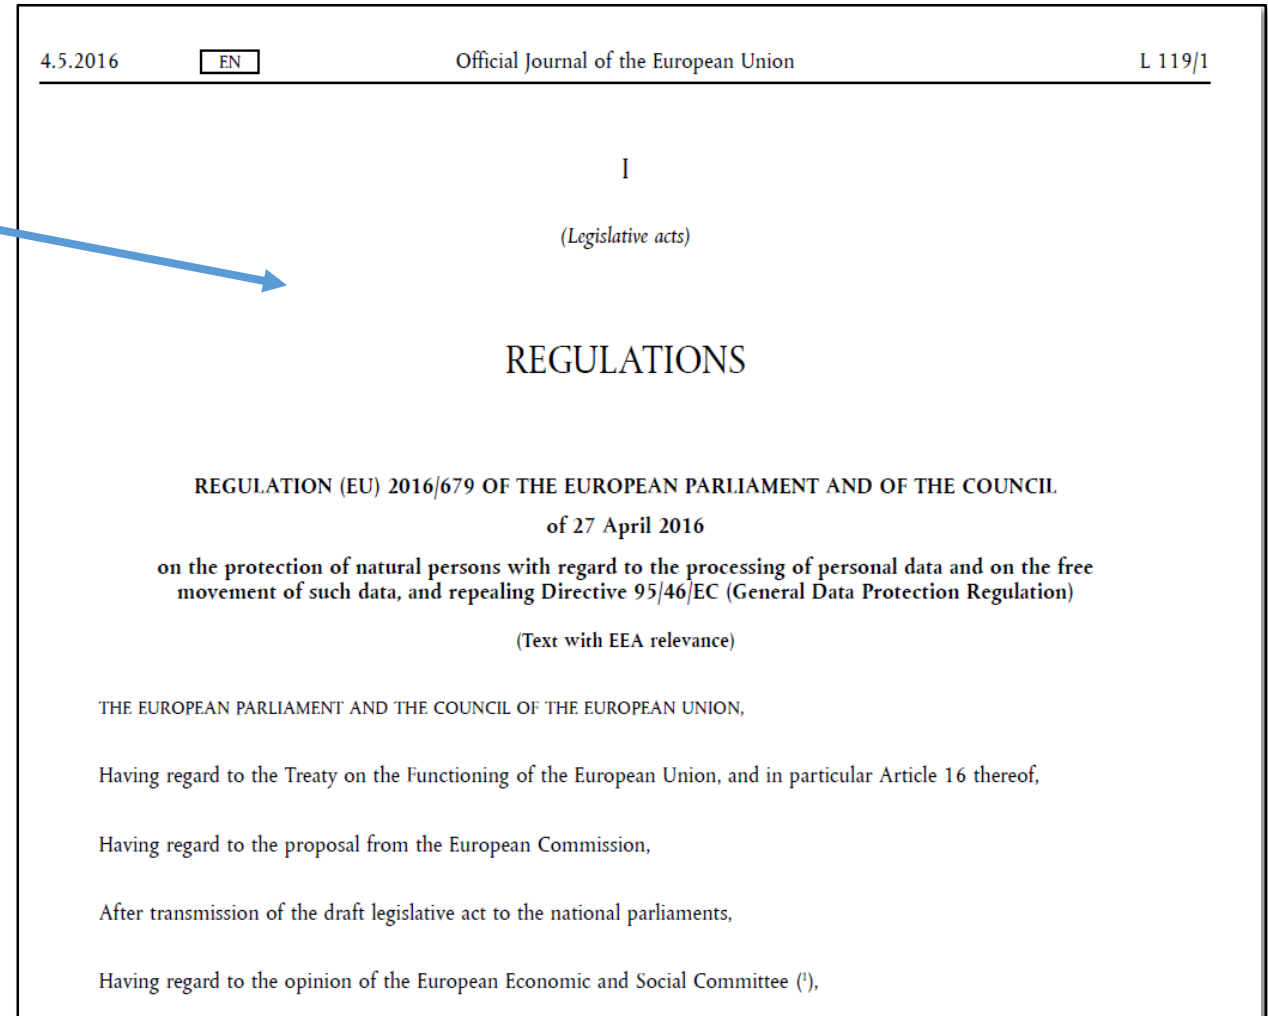 4.5.2016 EN Official Journal of the European Union L 119/1
I
(Legislative acts)
REGULATIONS
REGULATION (EU) 2016/679 OF THE EUROPEAN PARLIAMENT AND OF THE COUNCIL
of 27 April 2016
on the protection of natural persons with regard to the processing of personal data and on the free
movement of such data, and repealing Directive 95/46/EC (General Data Protection Regulation)
(Text with EEA relevance)
THE EUROPEAN PARLIAMENT AND THE COUNCIL OF THE EUROPEAN UNION,
Having regard to the Treaty on the Functioning of the European Union, and in particular Article 16 thereof,
Having regard to the proposal from the European Commission,
After transmission of the draft legislative act to the national parliaments,
Having regard to the opinion of the European Economic and Social Committee (¹),